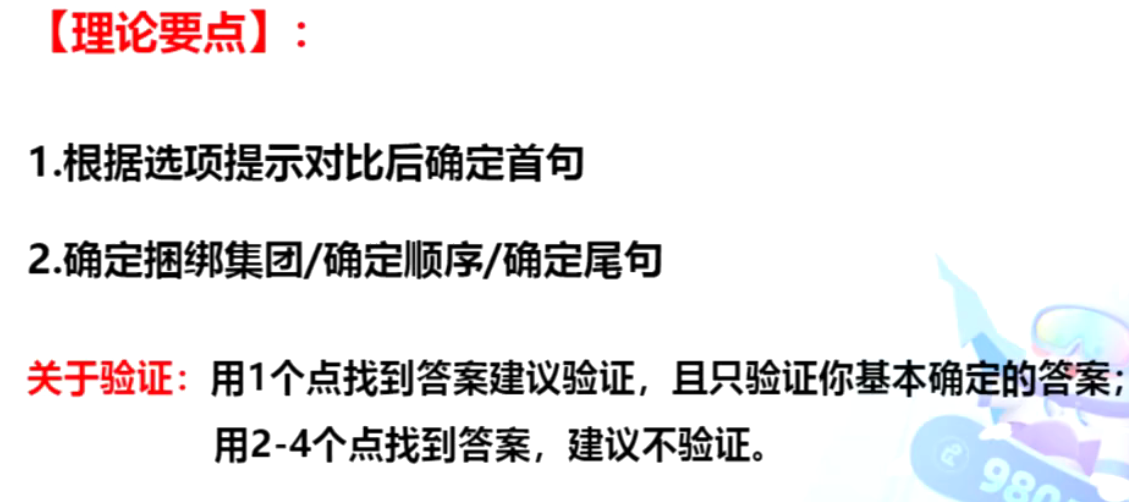 【理论要点】:
1.根据选项提示对比后确定首句
2.确定捆绑集团/确定顺序/确定尾句
关于验证：用1个点找到答案建议验证，且只验证你基本确定的答案；
用2-4个点找到答案，建议不验证。
980